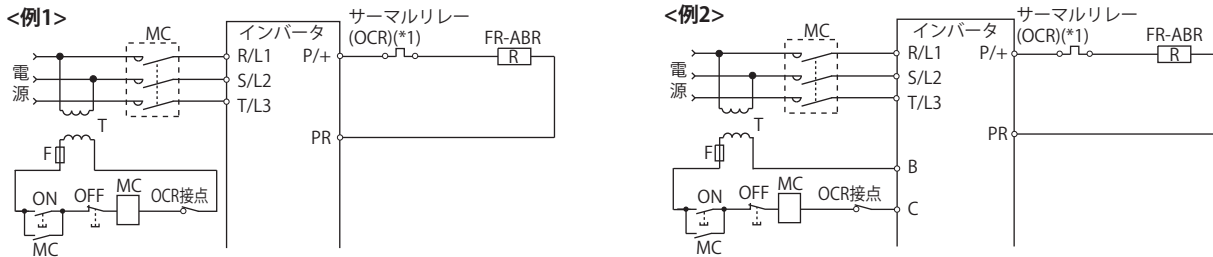 <例1>
MC
インバータ
サーマルリレー
(OCR)(*1)
FR-ABR
R/L1
P/+
R
電
源
S/L2
T/L3
T
PR
F
ON
OFF
MC
OCR接点
MC
<例2>
MC
インバータ
サーマルリレー
(OCR)(*1)
FR-ABR
R/L1
P/+
R
電
源
S/L2
T/L3
T
PR
F
B
ON
OFF
MC
OCR接点
C
MC